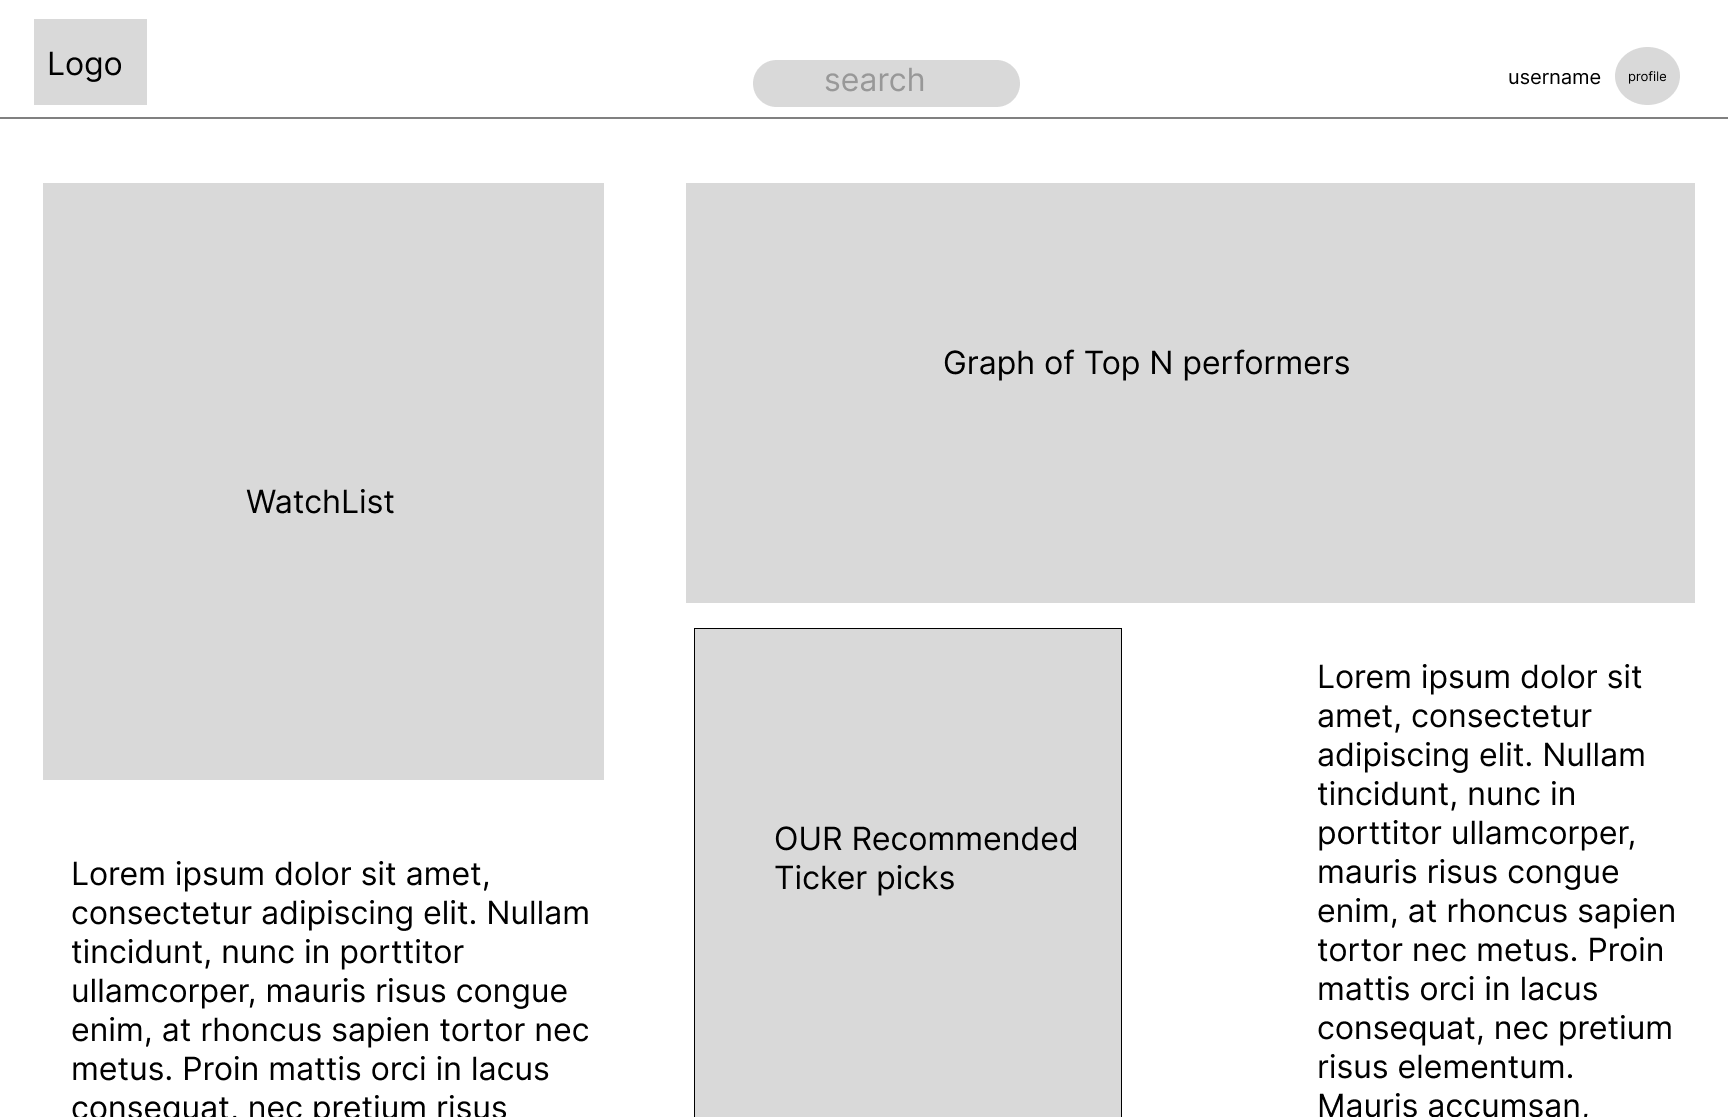 Logo
search
username
profile
WatchList
Graph of Top N performers
OUR Recommended
Ticker picks
Lorem ipsum dolor sit amet,
consectetur adipiscing elit. Nullam
tincidunt, nunc in porttitor
ullamcorper, mauris risus congue
enim, at rhoncus sapien tortor nec
metus. Proin mattis orci in lacus
consequat, nec pretium risus
Lorem ipsum dolor sit
amet, consectetur
adipiscing elit. Nullam
tincidunt, nunc in
porttitor ullamcorper,
mauris risus congue
enim, at rhoncus sapien
tortor nec metus. Proin
mattis orci in lacus
consequat, nec pretium
risus elementum.
Mauris accumsan,